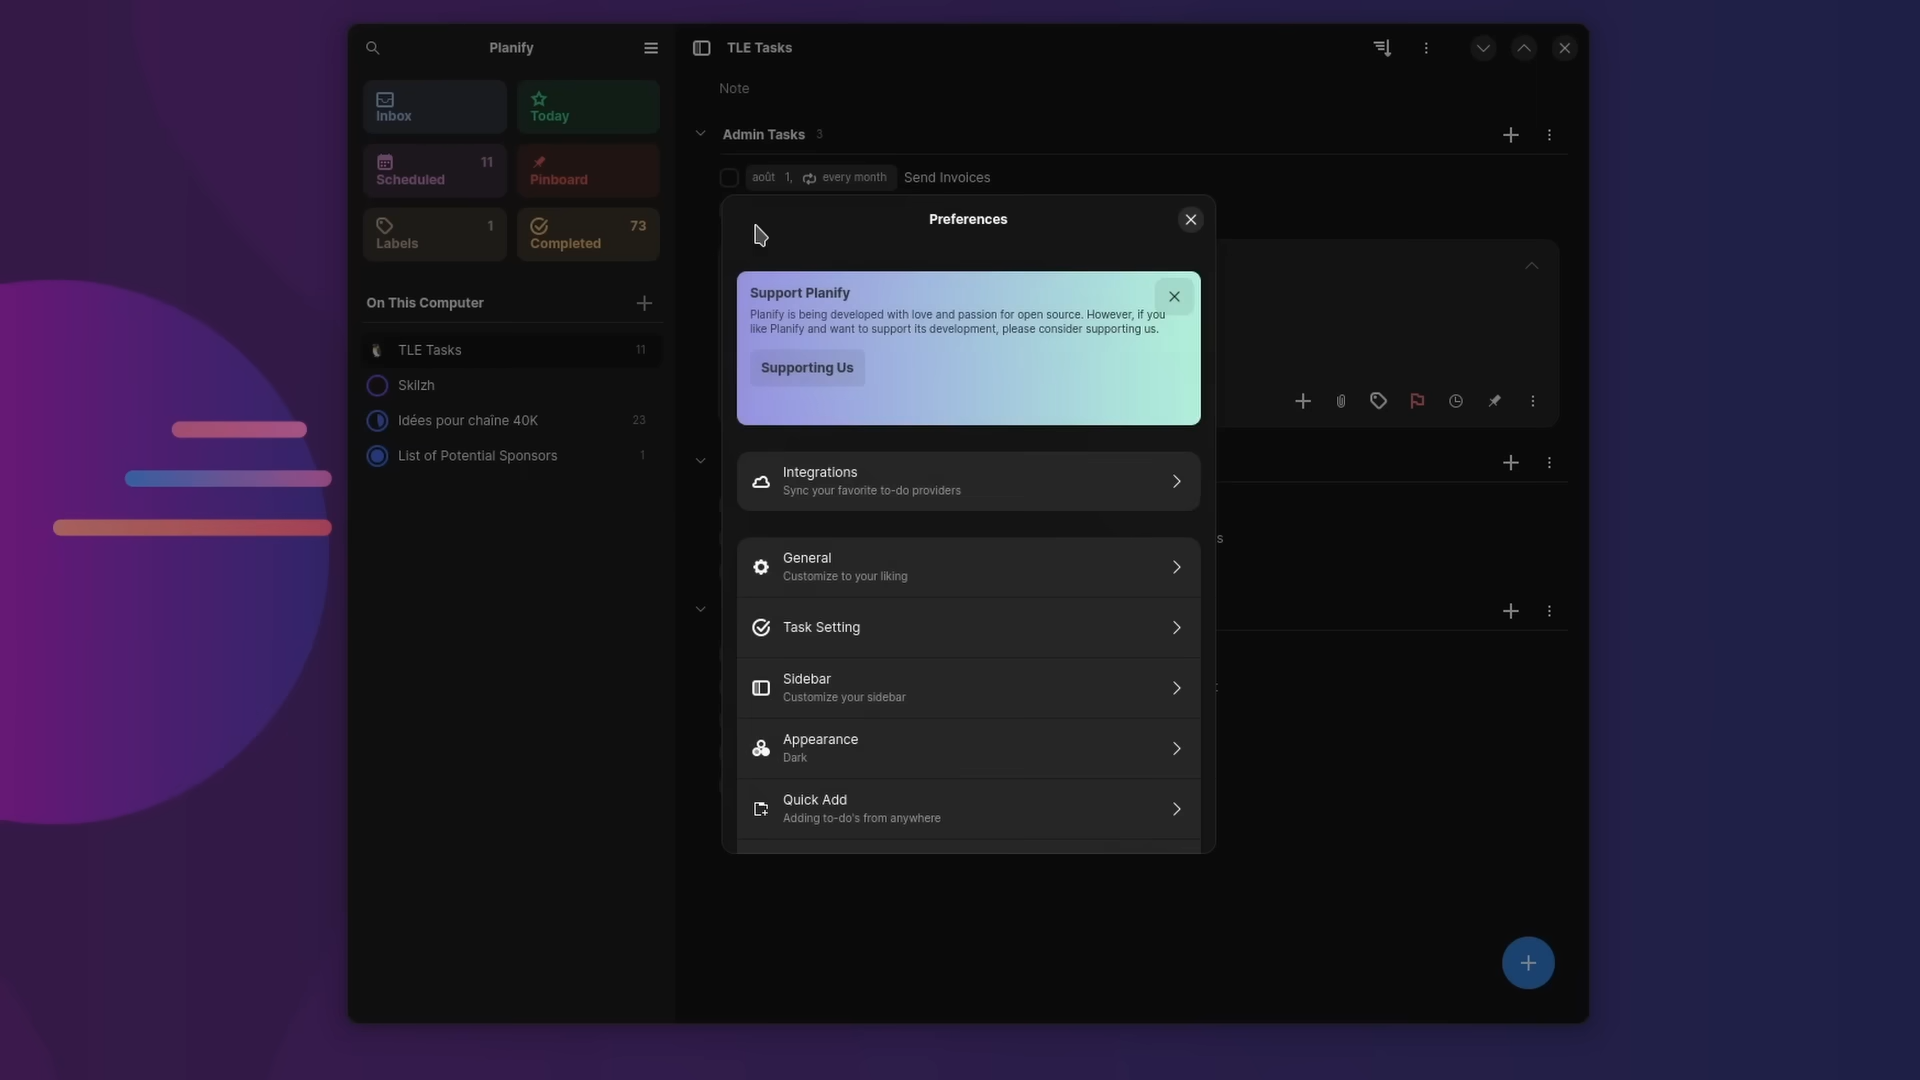 Planify
Inbox
Today
Scheduled 11
Pinboard
Labels 1
Completed 73
On This Computer
TLE Tasks 11
Skilzh
Idées pour chaîne 40K 23
List of Potential Sponsors 1
TLE Tasks
Note
Admin Tasks 3
août 1, every month Send Invoices
Preferences
Support Planify
Planify is being developed with love and passion for open source. However, if you
like Planify and want to support its development, please consider supporting us.
Supporting Us
Integrations
Sync your favorite to-do providers
General
Customize to your liking
Task Setting
Sidebar
Customize your sidebar
Appearance
Dark
Quick Add
Adding to-do's from anywhere